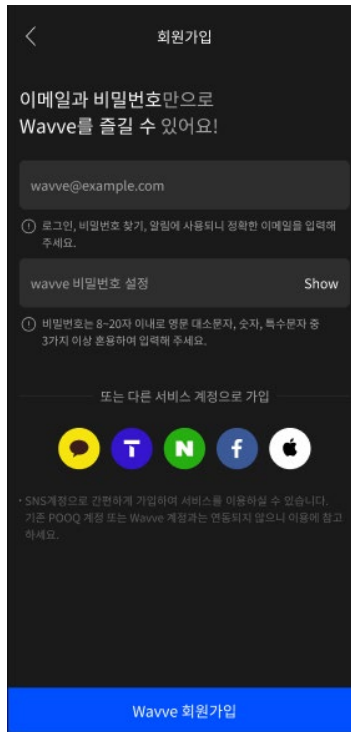 회원가입
이메일과 비밀번호만으로
Wavve를 즐길 수 있어요!
wavve@example.com
로그인, 비밀번호 찾기, 알림에 사용되니 정확한 이메일을 입력해
주세요.
wavve 비밀번호 설정 Show
비밀번호는 8~20자 이내로 영문 대소문자, 숫자, 특수문자 중
3가지 이상 혼용하여 입력해 주세요.
또는 다른 서비스 계정으로 가입
T N f
• SNS계정으로 간편하게 가입하여 서비스를 이용하실 수 있습니다.
기존 POOQ 계정 또는 Wavve 계정과는 연동되지 않으니 이용에 참고
하세요.
Wavve 회원가입